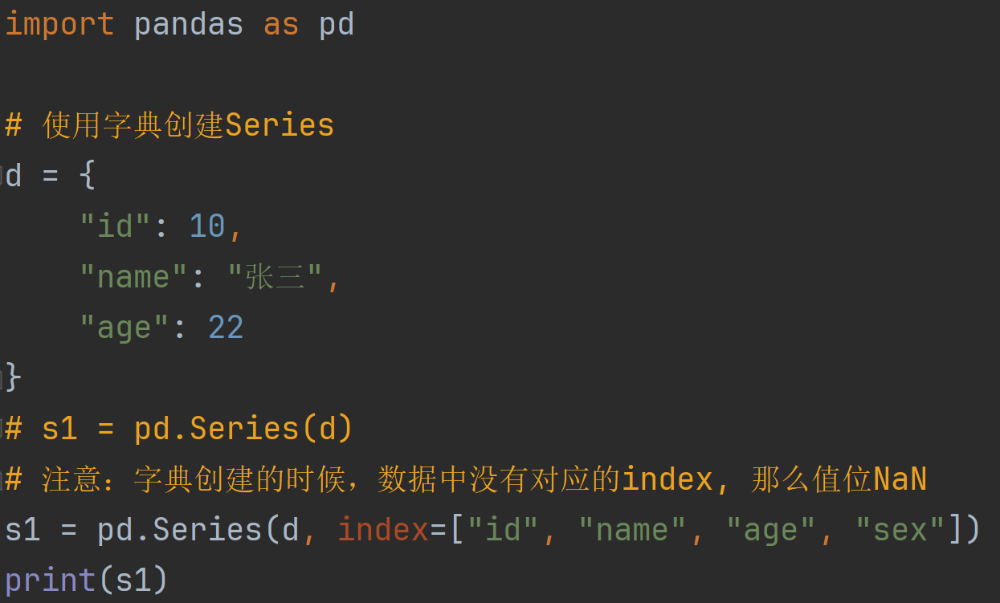 import pandas as pd
# 使用字典创建Series
d = {
    "id": 10,
    "name": "张三",
    "age": 22
}
# s1 = pd.Series(d)
# 注意：字典创建的时候，数据中没有对应的index, 那么值位NaN
s1 = pd.Series(d, index=["id", "name", "age", "sex"])
print(s1)